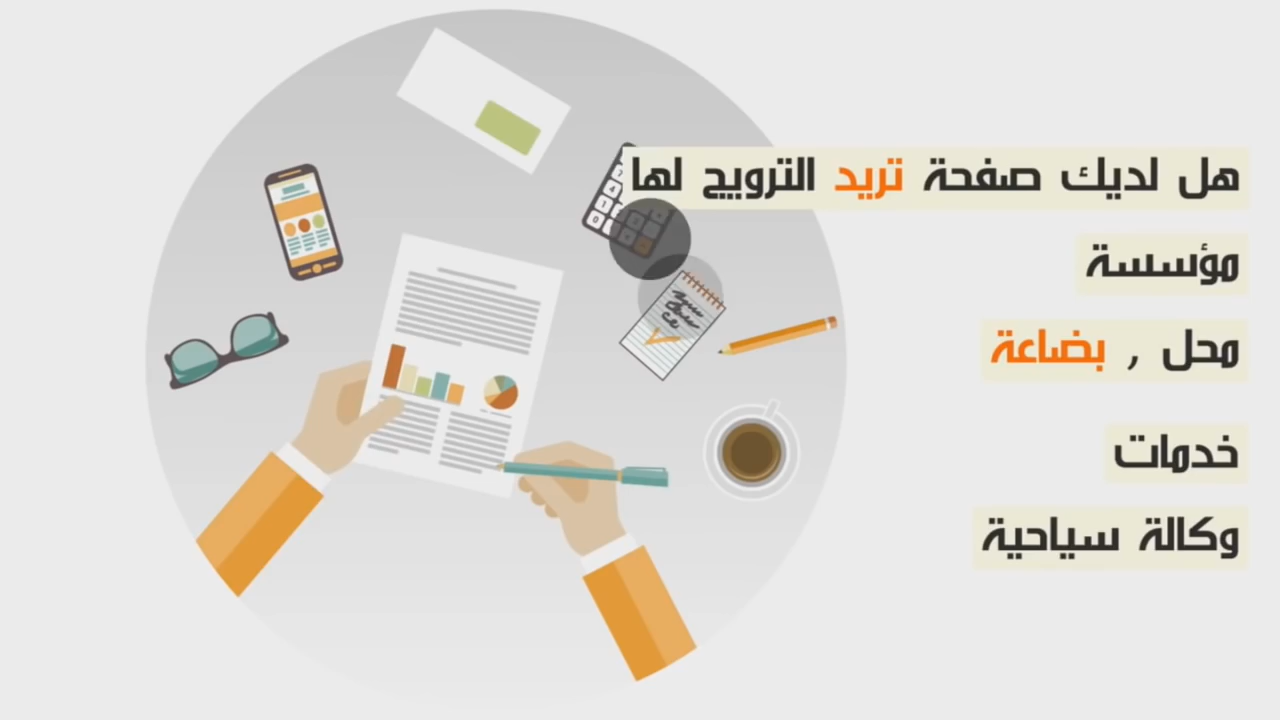 هل لديك صفحة تريد الترويج لها
مؤسسة
محل , بضاعة
خدمات
وكالة سياحية